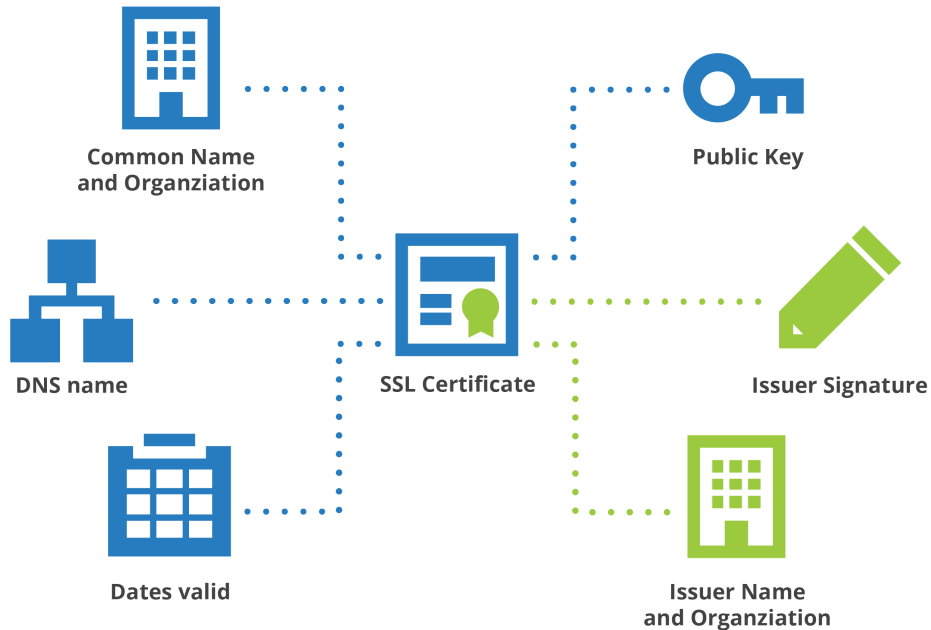 Common Name
and Organziation
Public Key
DNS name
SSL Certificate
Issuer Signature
Dates valid
Issuer Name
and Organziation